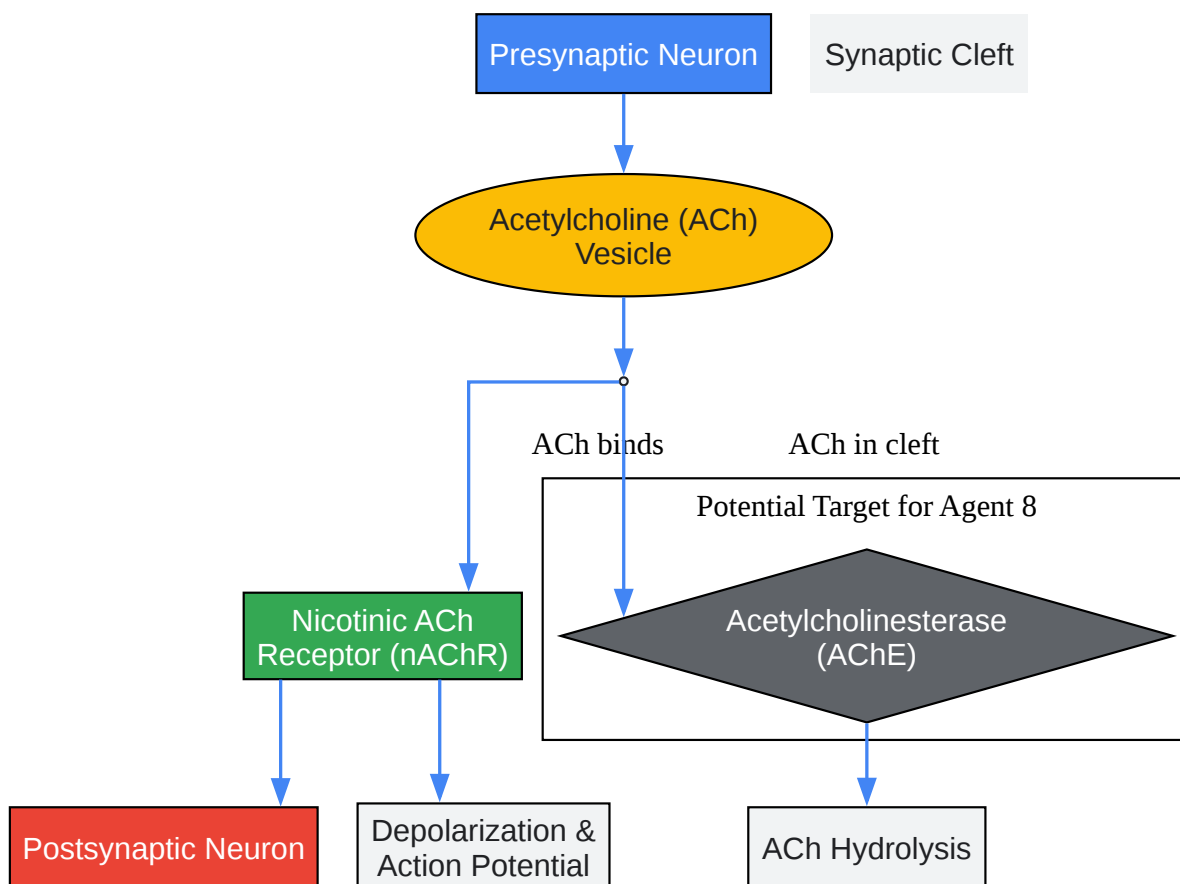 Presynaptic Neuron
Synaptic Cleft
Acetylcholine (ACh)
Vesicle
ACh binds
ACh in cleft
Potential Target for Agent 8
Nicotinic ACh
Receptor (nAChR)
Acetylcholinesterase
(AChE)
Postsynaptic Neuron
Depolarization &
Action Potential
ACh Hydrolysis